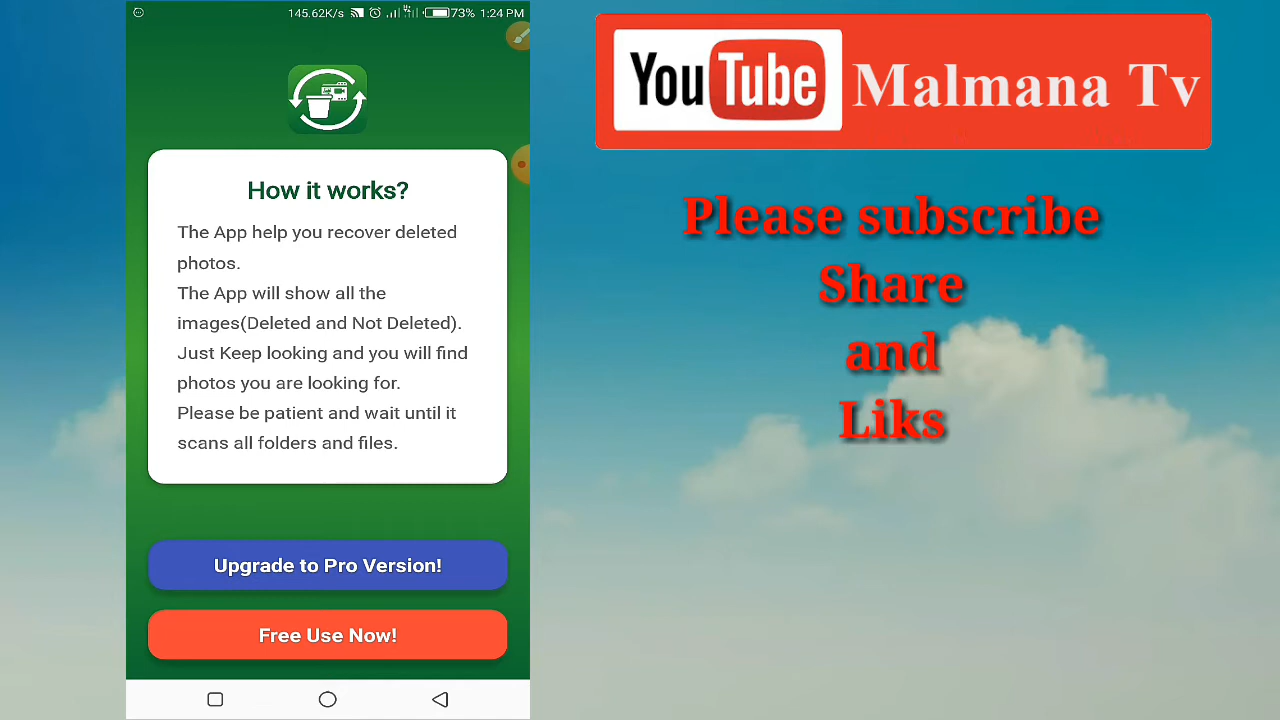 145.62K/s 73% 1:24 PM
How it works?
The App help you recover deleted
photos.
The App will show all the
images(Deleted and Not Deleted).
Just Keep looking and you will find
photos you are looking for.
Please be patient and wait until it
scans all folders and files.
Upgrade to Pro Version!
Free Use Now!
YouTube Malmana Tv
Please subscribe
Share
and
Liks